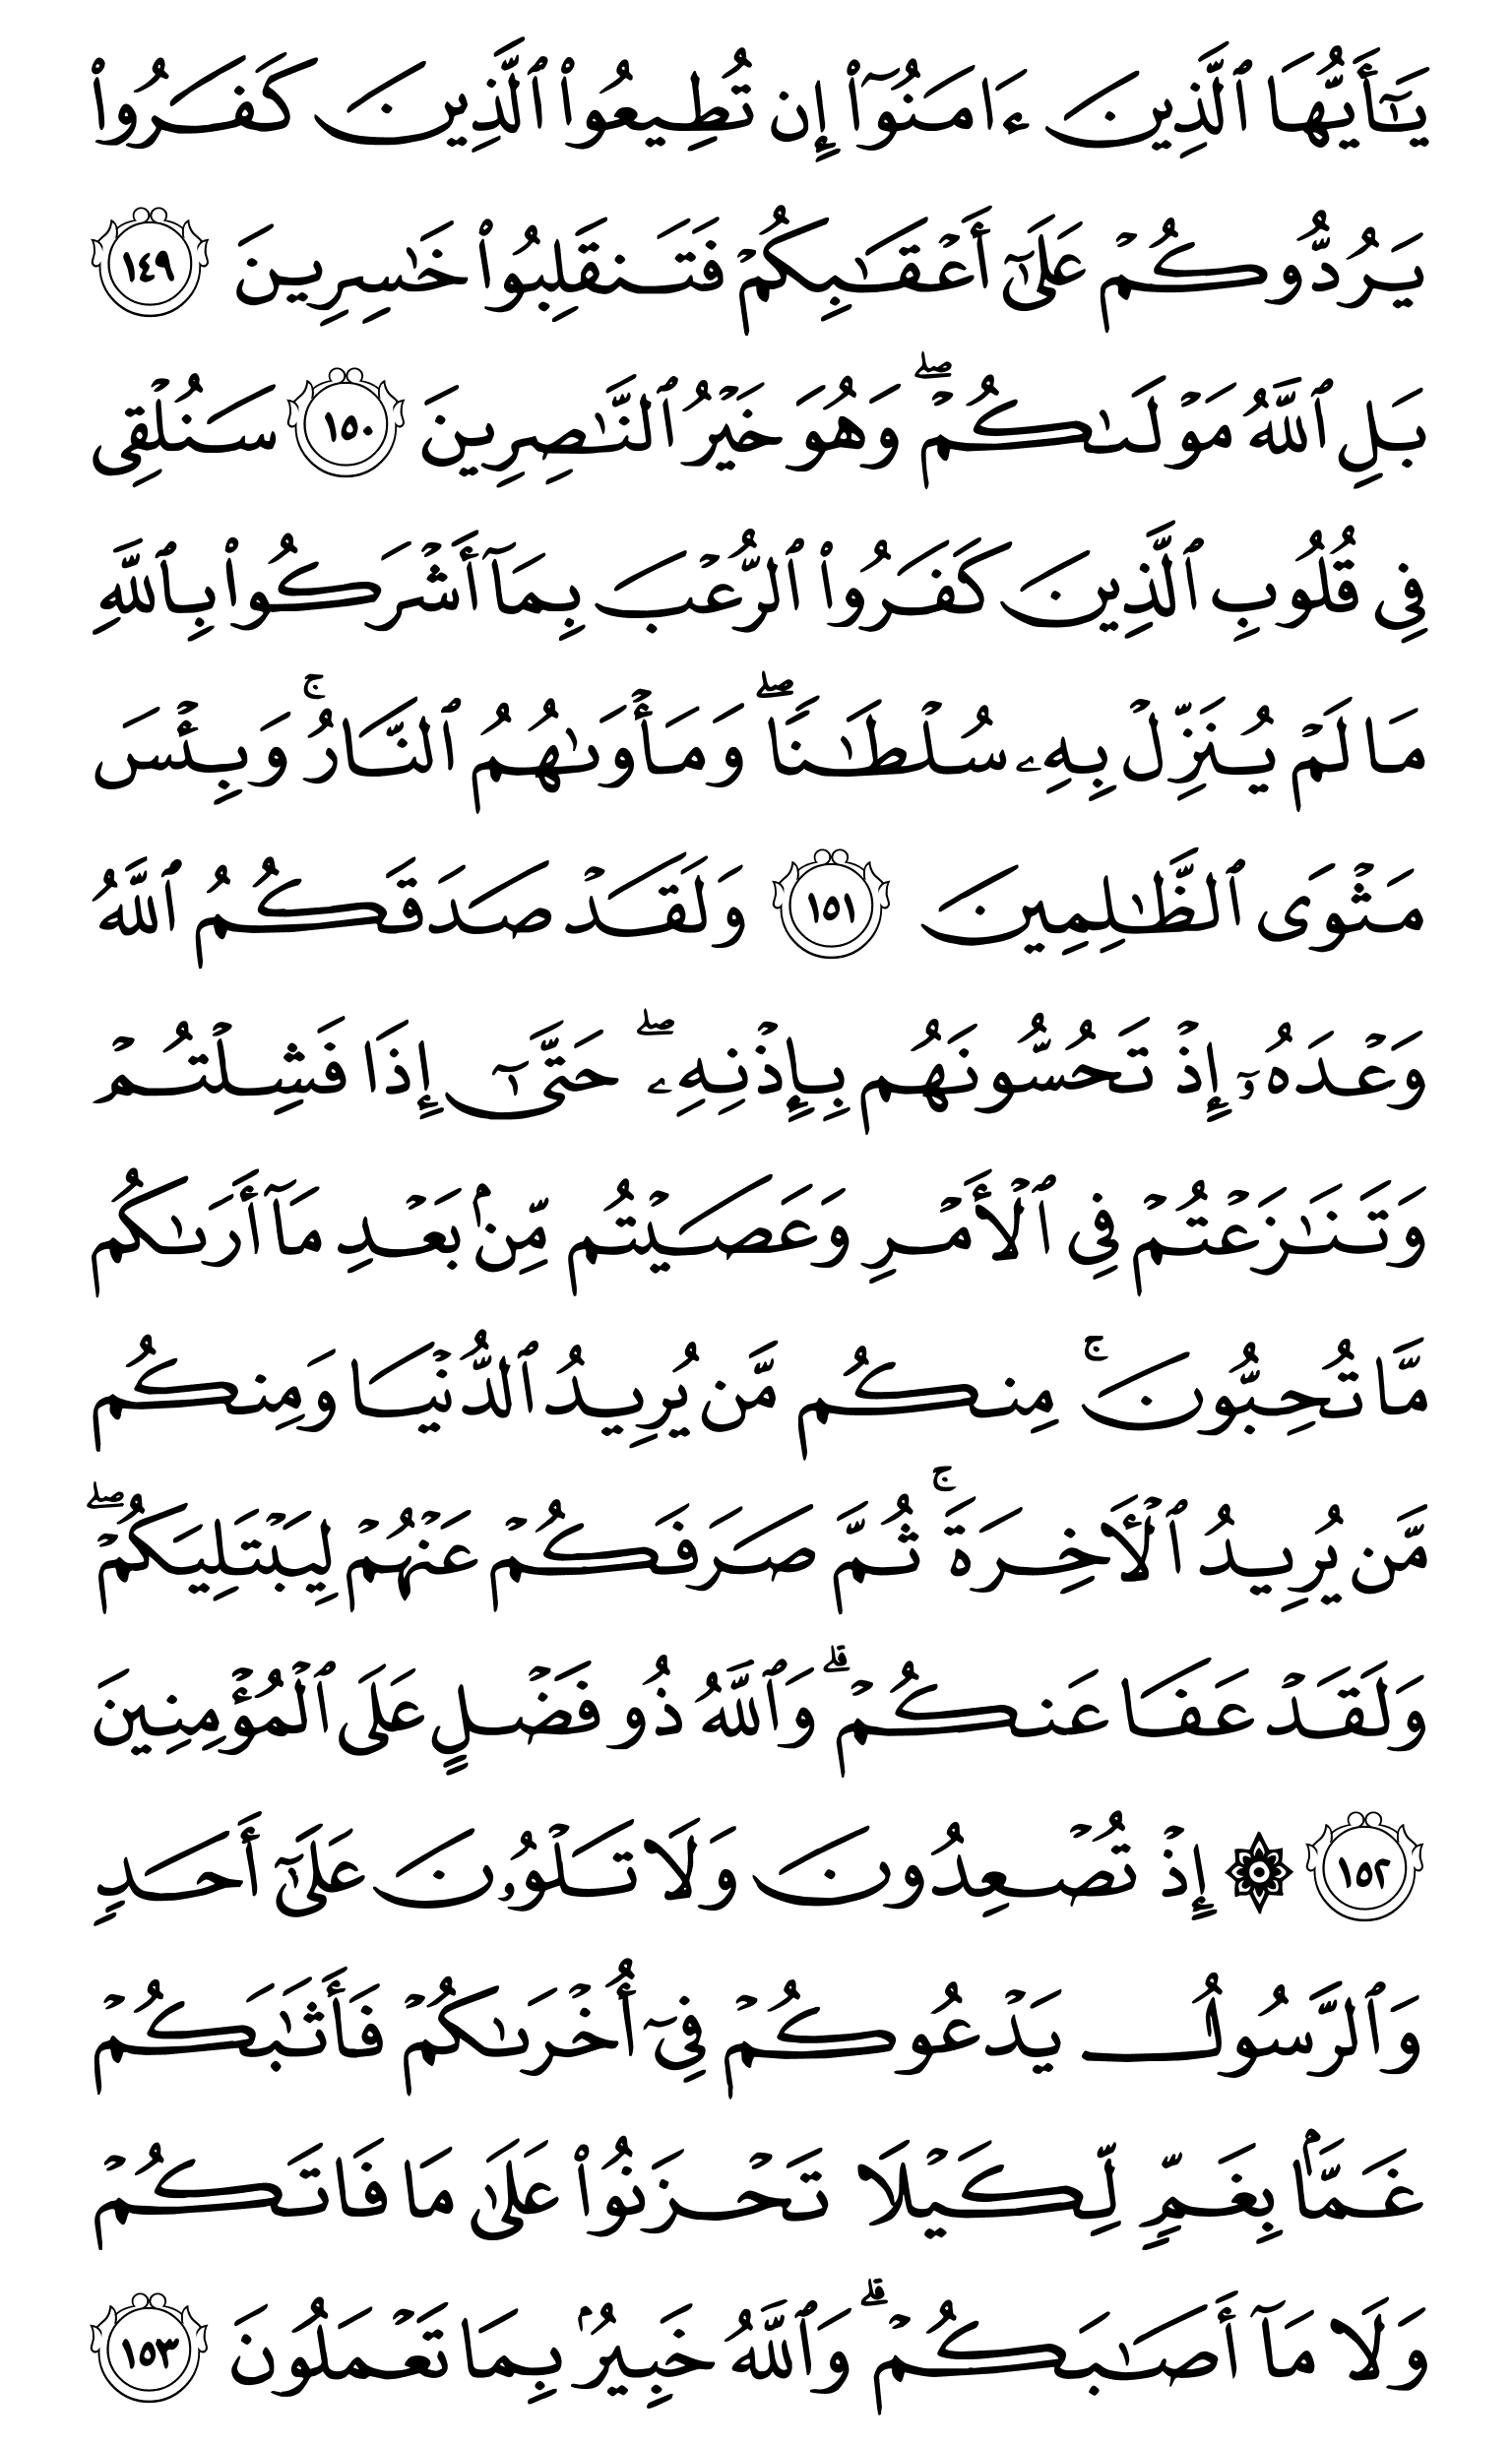 يَـٰٓأَيُّهَا ٱلَّذِينَ ءَامَنُوٓا۟ إِن تُطِيعُوا۟ ٱلَّذِينَ كَفَرُوا۟
يَرُدُّوكُمْ عَلَىٰٓ أَعْقَـٰبِكُمْ فَتَنقَلِبُوا۟ خَـٰسِرِينَ ١٤٩
بَلِ ٱللَّهُ مَوْلَىٰكُمْ ۖ وَهُوَ خَيْرُ ٱلنَّـٰصِرِينَ ١٥٠ سَنُلْقِى
فِى قُلُوبِ ٱلَّذِينَ كَفَرُوا۟ ٱلرُّعْبَ بِمَآ أَشْرَكُوا۟ بِٱللَّهِ
مَا لَمْ يُنَزِّلْ بِهِۦ سُلْطَـٰنًا ۖ وَمَأْوَىٰهُمُ ٱلنَّارُ ۚ وَبِئْسَ
مَثْوَى ٱلظَّـٰلِمِينَ ١٥١ وَلَقَدْ صَدَقَكُمُ ٱللَّهُ
وَعْدَهُۥٓ إِذْ تَحُسُّونَهُم بِإِذْنِهِۦ ۖ حَتَّىٰٓ إِذَا فَشِلْتُمْ
وَتَنَـٰزَعْتُمْ فِى ٱلْأَمْرِ وَعَصَيْتُم مِّنۢ بَعْدِ مَآ أَرَىٰكُم
مَّا تُحِبُّونَ ۚ مِنكُم مَّن يُرِيدُ ٱلدُّنْيَا وَمِنكُم
مَّن يُرِيدُ ٱلْـَٔاخِرَةَ ۚ ثُمَّ صَرَفَكُمْ عَنْهُمْ لِيَبْتَلِيَكُمْ ۖ
وَلَقَدْ عَفَا عَنكُمْ ۗ وَٱللَّهُ ذُو فَضْلٍ عَلَى ٱلْمُؤْمِنِينَ
١٥٢ ۞ إِذْ تُصْعِدُونَ وَلَا تَلْوُۥنَ عَلَىٰٓ أَحَدٍ
وَٱلرَّسُولُ يَدْعُوكُمْ فِىٓ أُخْرَىٰكُمْ فَأَثَـٰبَكُمْ
غَمًّۢا بِغَمٍّ لِّكَيْلَا تَحْزَنُوا۟ عَلَىٰ مَا فَاتَكُمْ
وَلَا مَآ أَصَـٰبَكُمْ ۗ وَٱللَّهُ خَبِيرٌۢ بِمَا تَعْمَلُونَ ١٥٣